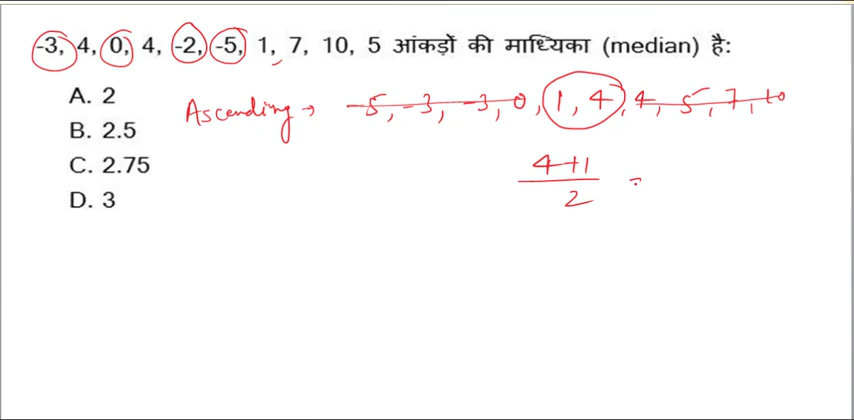 -3, 4, 0, 4, -2, -5, 1, 7, 10, 5 आंकड़ों की माध्यिका (median) है:
A. 2
Ascending → -5, -3, -3, 0, 1, 4, 4, 5, 7, 10
B. 2.5
C. 2.75
4+1
D. 3
2 =